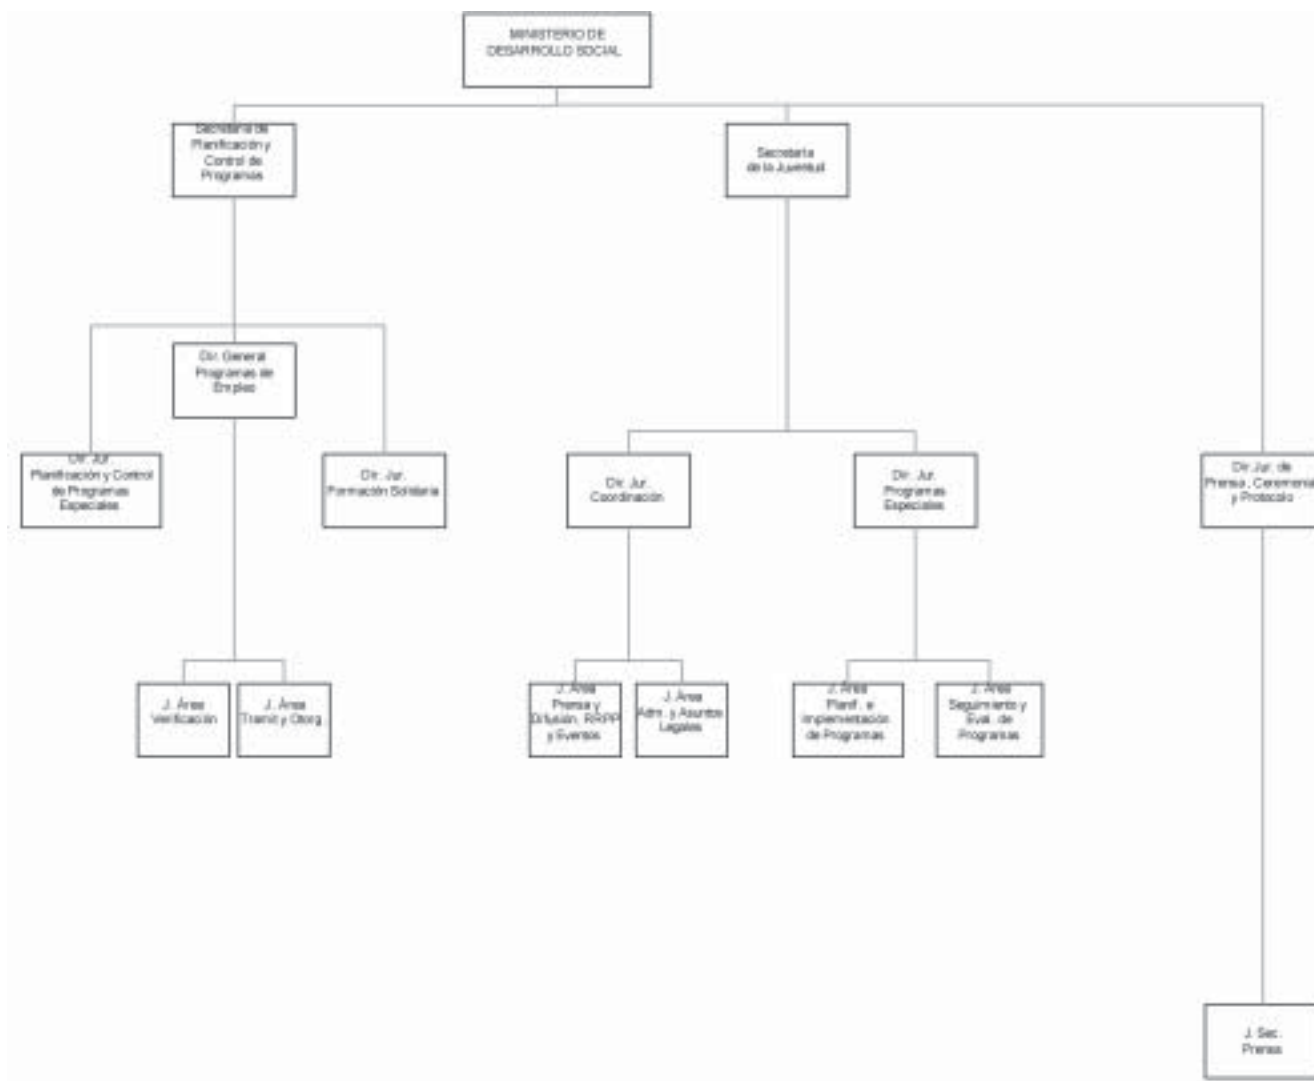 MINISTERIO DE
DESARROLLO SOCIAL
Secretaría de
Planificación y
Control de
Programas
Secretaría
de la Juventud
Dir. General
Programas de
Empleo
Dir. Jur.
Planificación y Control
de Programas
Especiales
Dir. Jur.
Formación Solidaria
Dir. Jur.
Coordinación
Dir. Jur.
Programas
Especiales
Dir.Jur. de
Prensa, Ceremonial
y Protocolo
J. Área
Verificación
J. Área
Tramit y Otorg.
J. Área
Prensa y
Difusión, RRPP
y Eventos
J. Área
Adm. y Asuntos
Legales
J. Área
Planif. e
Implementación
de Programas
J. Área
Seguimiento y
Eval. de
Programas
J. Sec.
Prensa